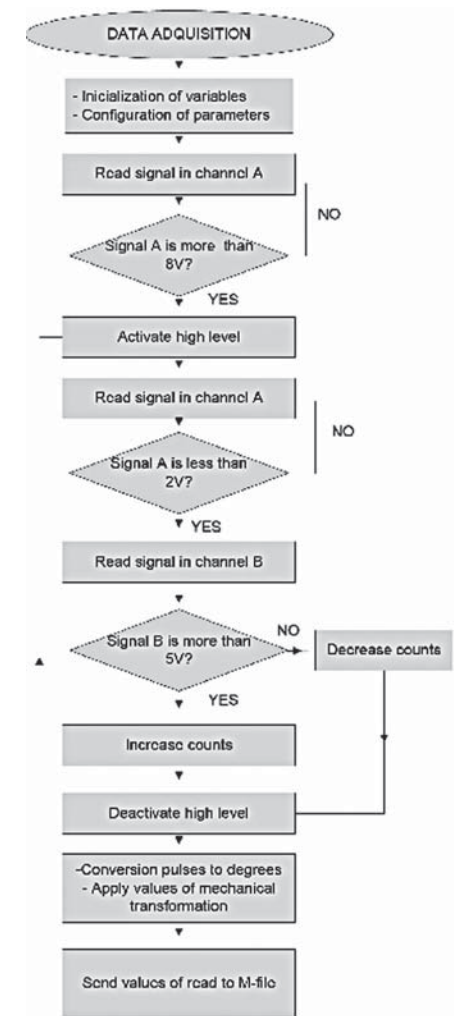 DATA ADQUISITION
- Inicialization of variables
- Configuration of parameters
Read signal in channel A
NO
Signal A is more than
8V?
YES
Activate high level
Read signal in channel A
NO
Signal A is less than
2V?
YES
Read signal in channel B
Signal B is more than
5V?
NO
Decrease counts
YES
Increase counts
Deactivate high level
-Conversion pulses to degrees
- Apply values of mechanical
transformation
Send values of read to M-file